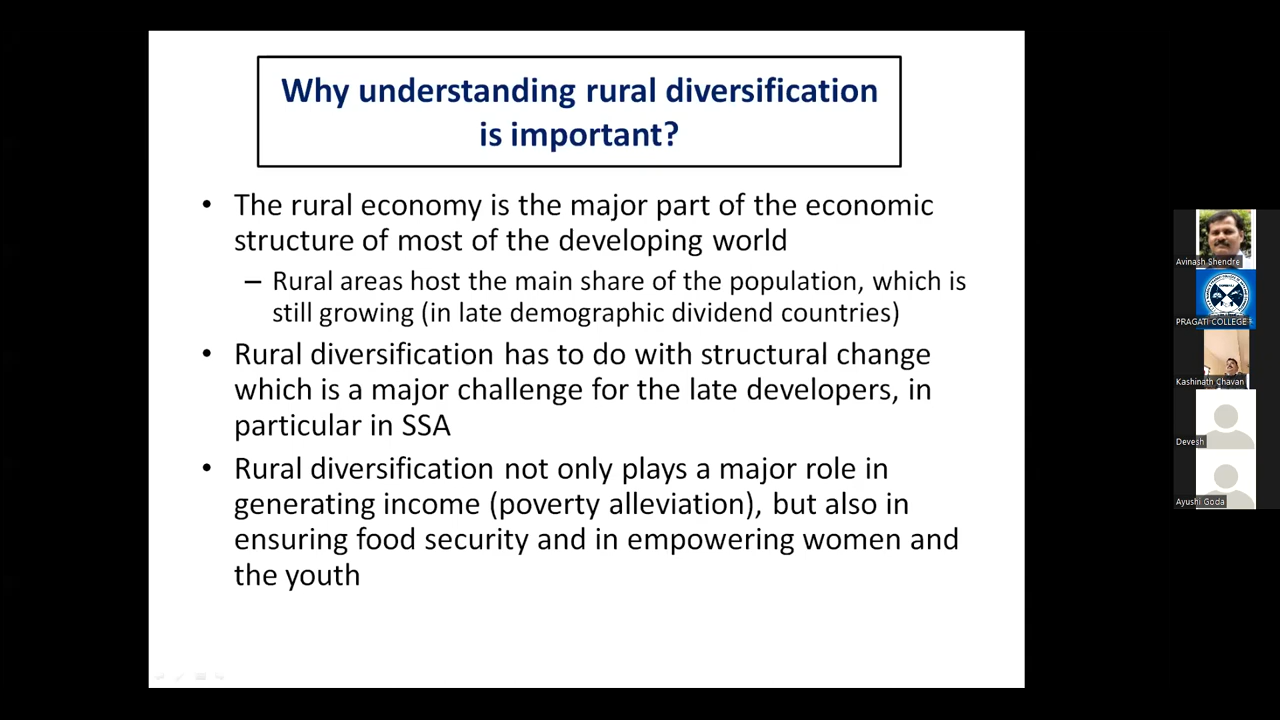 Why understanding rural diversification
is important?
• The rural economy is the major part of the economic
structure of most of the developing world
– Rural areas host the main share of the population, which is
still growing (in late demographic dividend countries)
• Rural diversification has to do with structural change
which is a major challenge for the late developers, in
particular in SSA
• Rural diversification not only plays a major role in
generating income (poverty alleviation), but also in
ensuring food security and in empowering women and
the youth
Avinash Shendre
PRAGATI COLLEGE
Kashinath Chavan
Devesh
Ayushi Goda